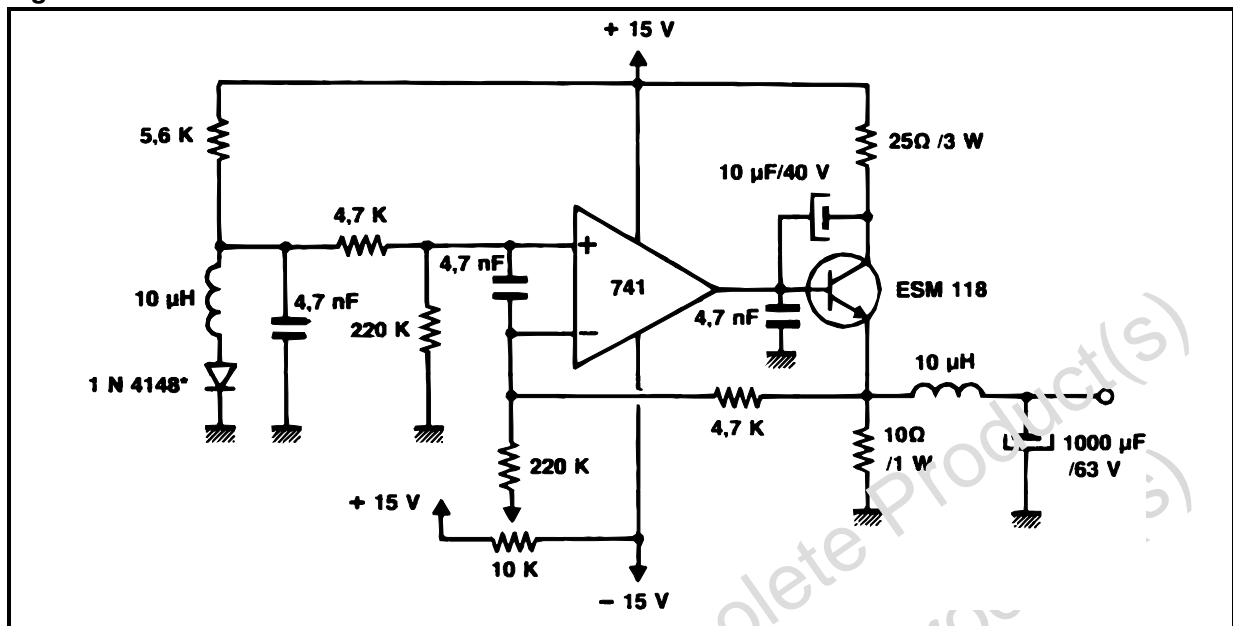 + 15 V
5,6 K
25Ω /3 W
10 µF/40 V
4,7 K
+
4,7 nF
741
ESM 118
10 µH
4,7 nF
220 K
4,7 nF
–
1 N 4148*
10 µH
4,7 K
10Ω
/1 W
1000 µF
/63 V
220 K
+ 15 V
10 K
– 15 V
olete Product(s)